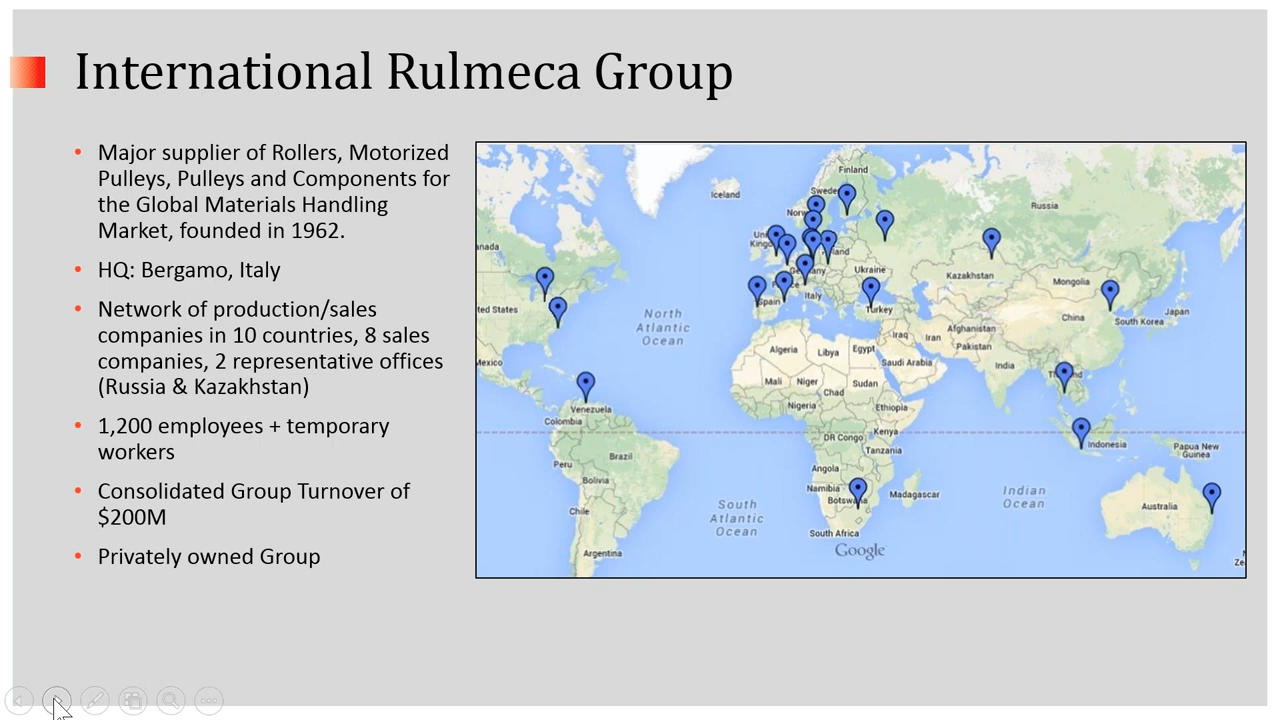 International Rulmeca Group
• Major supplier of Rollers, Motorized
Pulleys, Pulleys and Components for
the Global Materials Handling
Market, founded in 1962.
• HQ: Bergamo, Italy
• Network of production/sales
companies in 10 countries, 8 sales
companies, 2 representative offices
(Russia & Kazakhstan)
• 1,200 employees + temporary
workers
• Consolidated Group Turnover of
$200M
• Privately owned Group
Finland
Iceland
Russia
anada
Ukraine
Kazakhstan
Mongolia
Italy
Spain
ted States
North
Atlantic
Ocean
Turkey
China
Japan
South Korea
Iraq
Iran
Afghanistan
Pakistan
Algeria
Libya
Egypt
Saudi Arabia
India
Mexico
Mali
Niger
Chad
Sudan
Nigeria
Ethiopia
Venezuela
Colombia
DR Congo
Kenya
Tanzania
Indonesia
Papua New
Guinea
Peru
Brazil
Bolivia
Angola
Namibia
Madagascar
Indian
Ocean
Australia
South
Atlantic
Ocean
Chile
South Africa
Argentina
Google